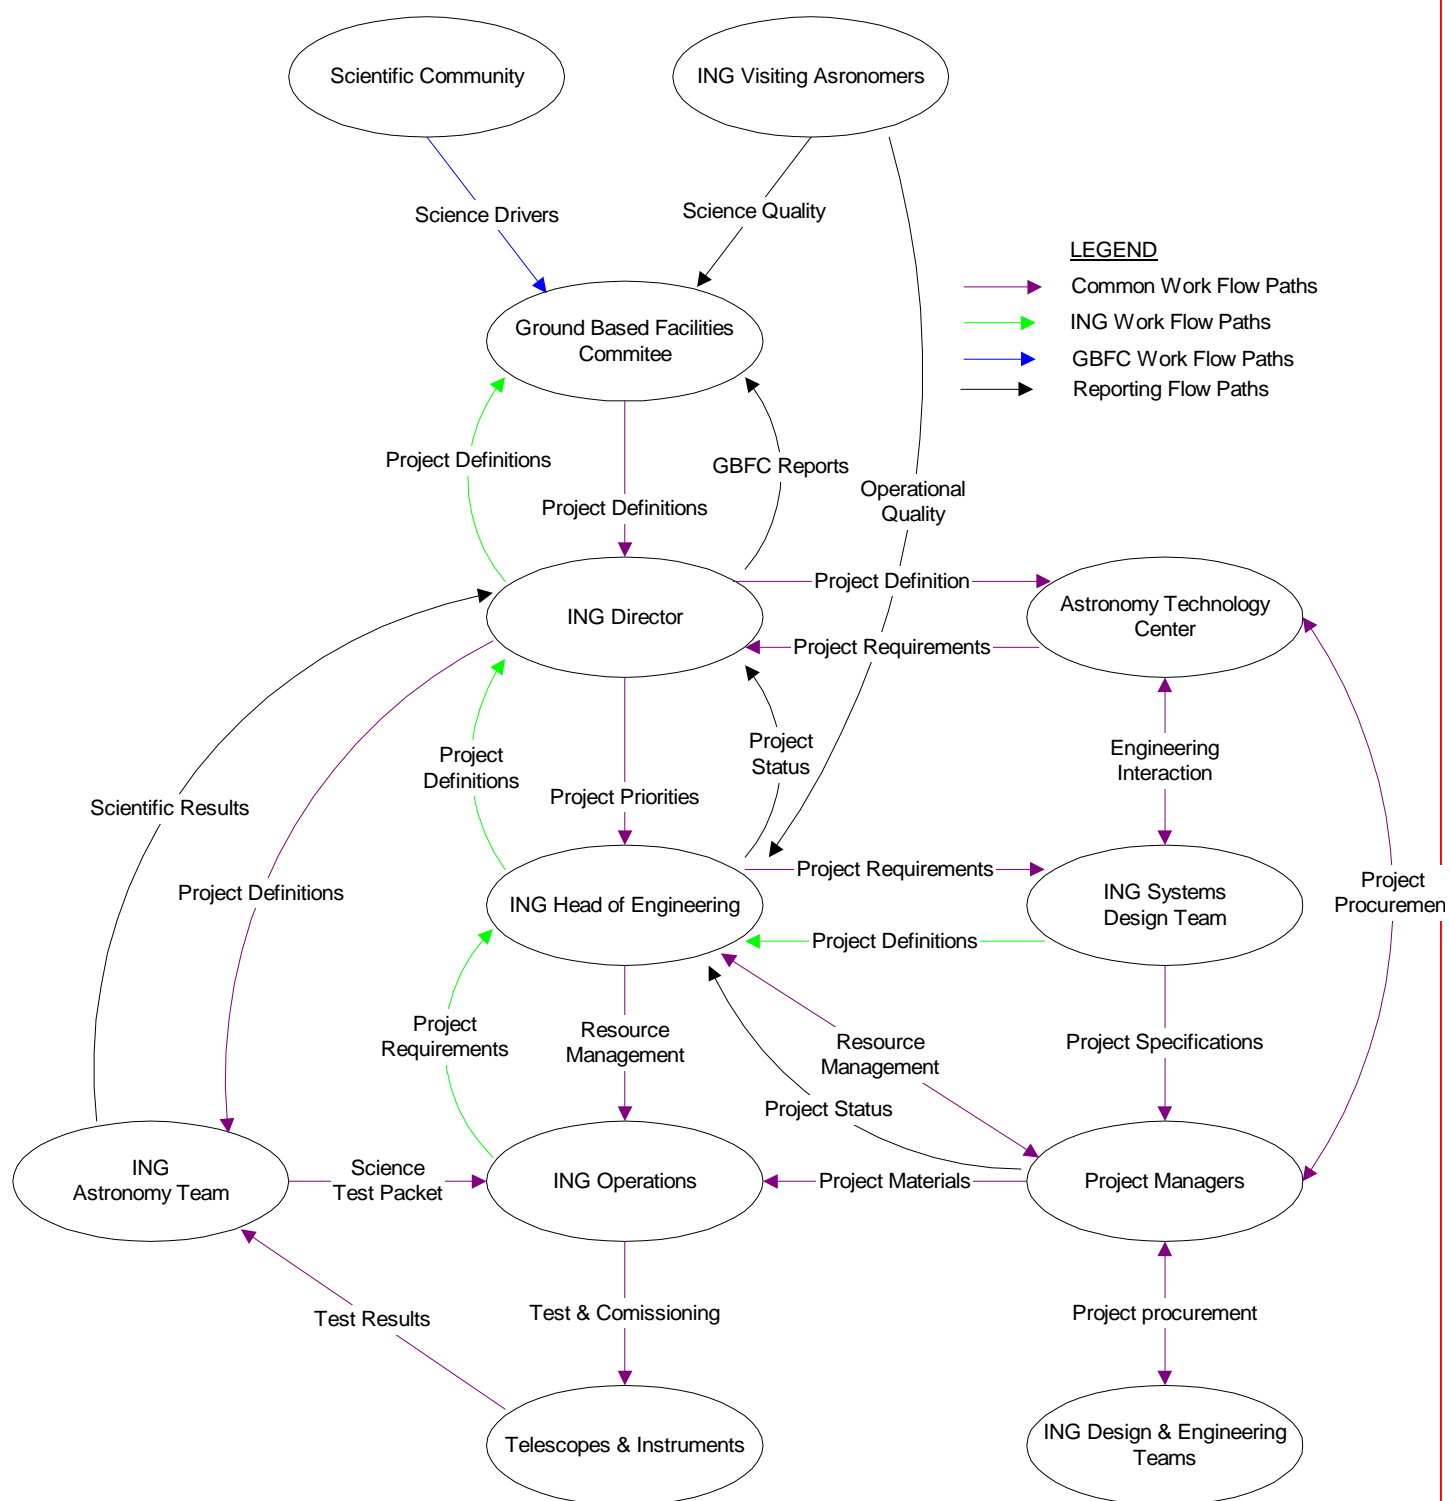 Scientific Community
ING Visiting Asronomers
Science Drivers
Science Quality
LEGEND
Common Work Flow Paths
ING Work Flow Paths
GBFC Work Flow Paths
Reporting Flow Paths
Ground Based Facilities
Commitee
Project Definitions
GBFC Reports
Project Definitions
Operational
Quality
ING Director
Project Definition
Astronomy Technology
Center
Project Requirements
Project
Definitions
Project
Status
Engineering
Interaction
Project Priorities
Scientific Results
Project Definitions
ING Head of Engineering
Project Requirements
ING Systems
Design Team
Project
Procuremen
Project Definitions
Project
Requirements
Resource
Management
Resource
Management
Project Specifications
Project Status
ING
Astronomy Team
Science
Test Packet
ING Operations
Project Materials
Project Managers
Test Results
Test & Comissioning
Project procurement
Telescopes & Instruments
ING Design & Engineering
Teams